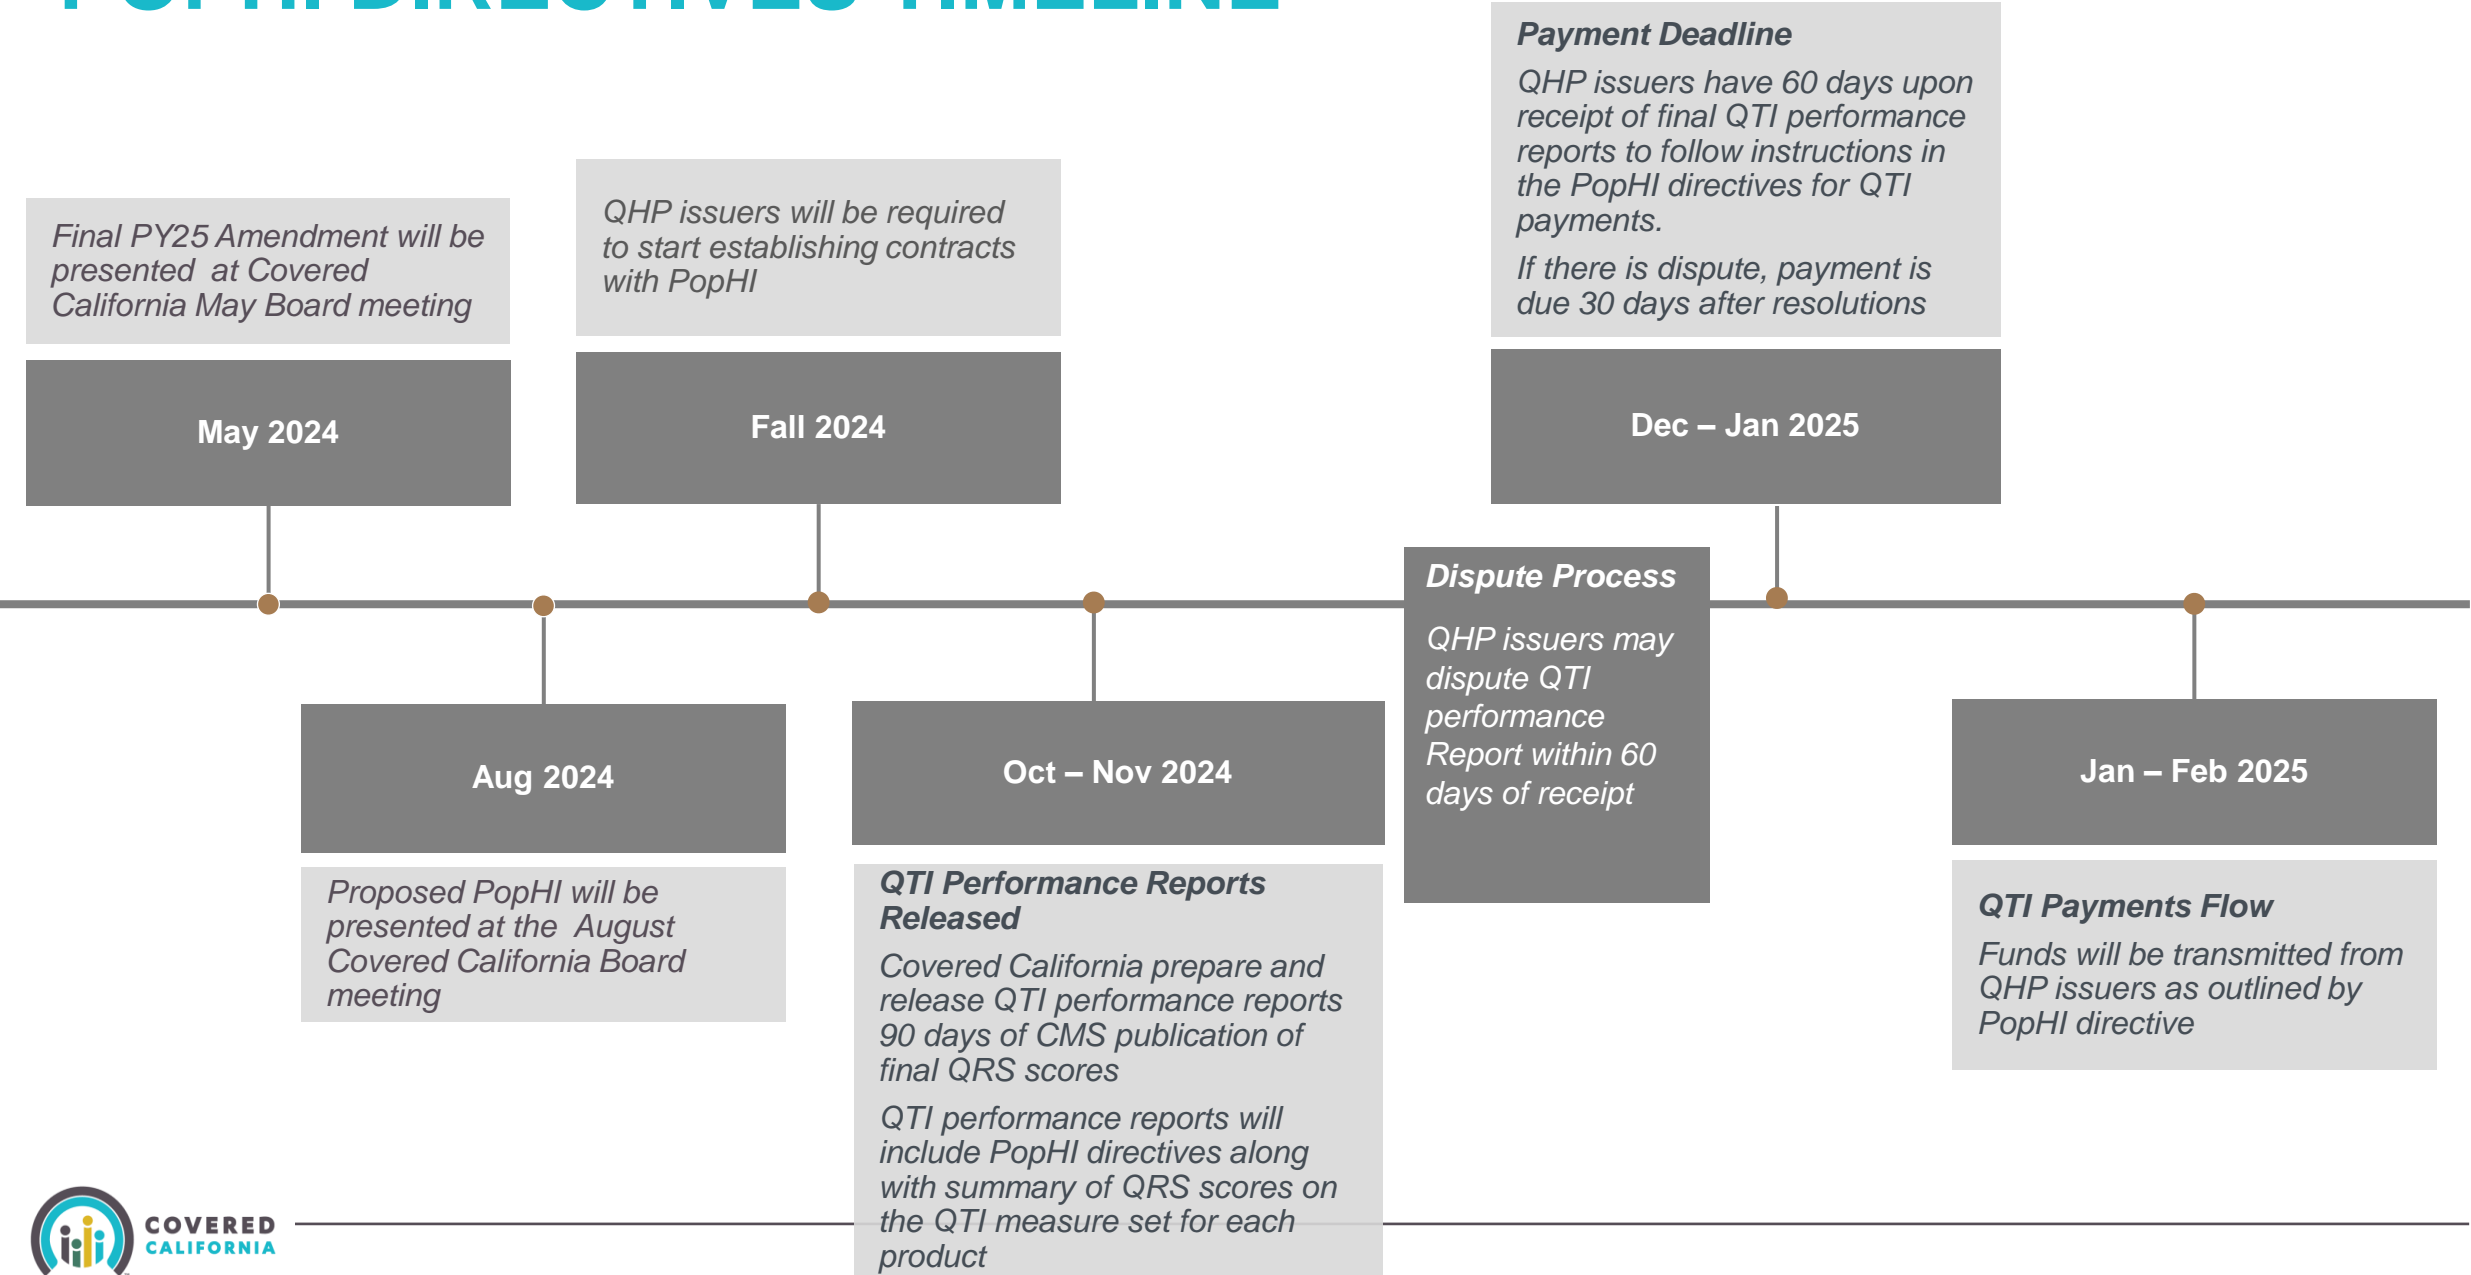 POPHI DIRECTIVES TIMELINE
Final PY25 Amendment will be
presented at Covered
California May Board meeting
May 2024
QHP issuers will be required
to start establishing contracts
with PopHI
Fall 2024
Payment Deadline
QHP issuers have 60 days upon
receipt of final QTI performance
reports to follow instructions in
the PopHI directives for QTI
payments.
If there is dispute, payment is
due 30 days after resolutions
Dec – Jan 2025
Aug 2024
Proposed PopHI will be
presented at the August
Covered California Board
meeting
Oct – Nov 2024
QTI Performance Reports
Released
Covered California prepare and
release QTI performance reports
90 days of CMS publication of
final QRS scores
QTI performance reports will
include PopHI directives along
with summary of QRS scores on
the QTI measure set for each
product
Dispute Process
QHP issuers may
dispute QTI
performance
Report within 60
days of receipt
Jan – Feb 2025
QTI Payments Flow
Funds will be transmitted from
QHP issuers as outlined by
PopHI directive
COVERED
CALIFORNIA